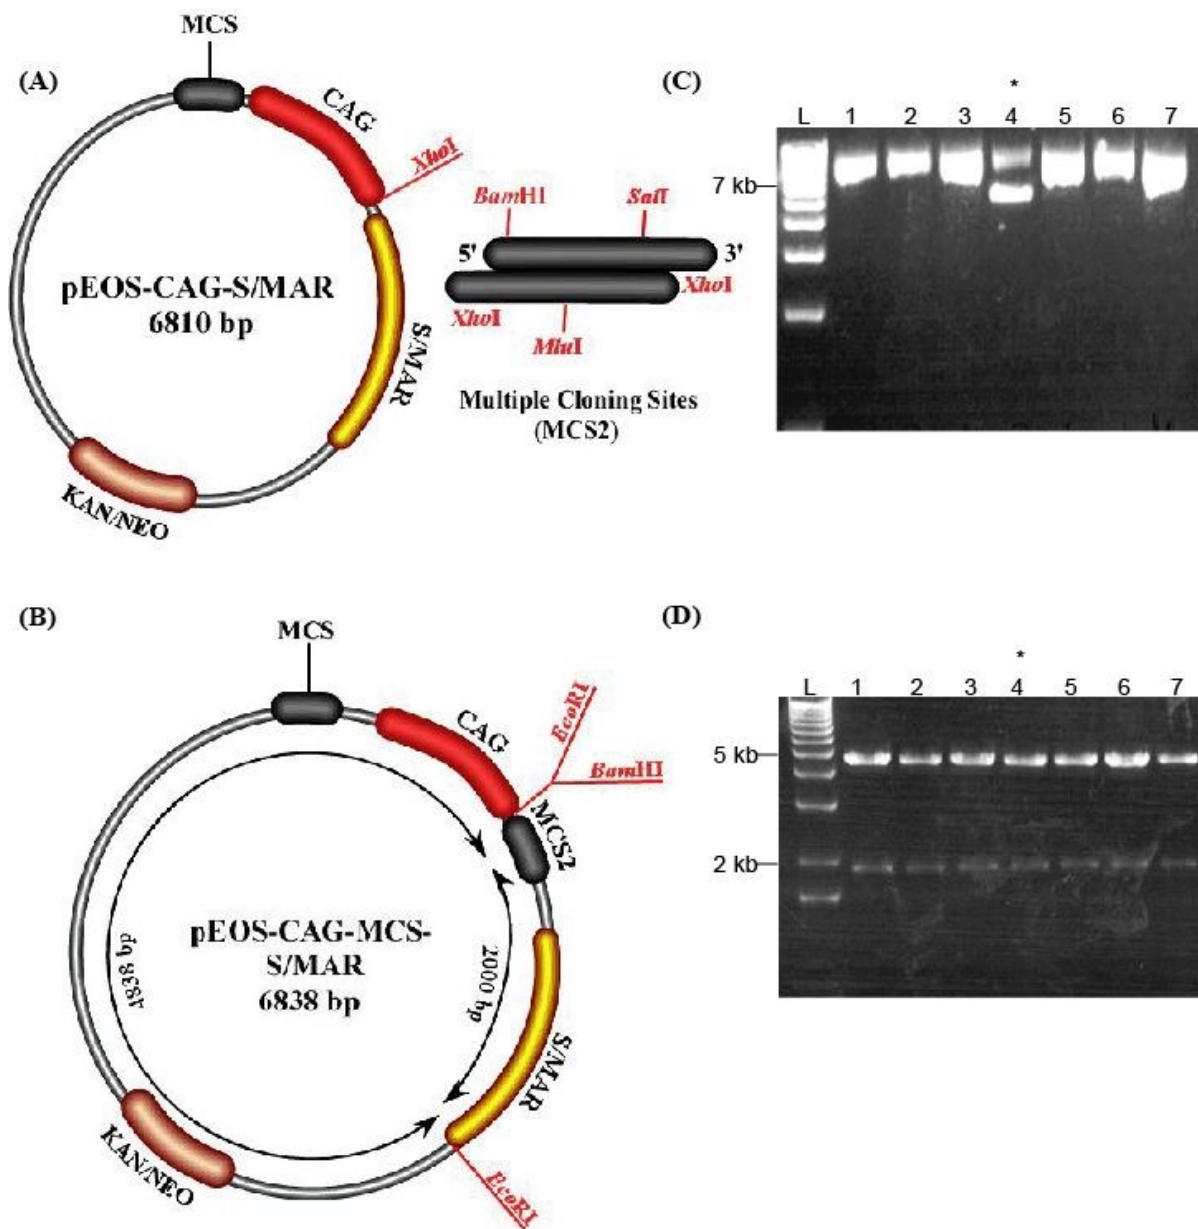 (A)
MCS
CAG
XhoI
pEOS-CAG-S/MAR
6810 bp
S/MAR
KAN/NEO
BamHI
SalI
5'
3'
XhoI
XhoI
MluI
Multiple Cloning Sites
(MCS2)
(C)
*
L 1 2 3 4 5 6 7
7 kb
(B)
MCS
CAG
EcoRI
BamHI
MCS2
pEOS-CAG-MCS-
S/MAR
6838 bp
4838 bp
2000 bp
S/MAR
KAN/NEO
EcoRI
(D)
*
L 1 2 3 4 5 6 7
5 kb
2 kb